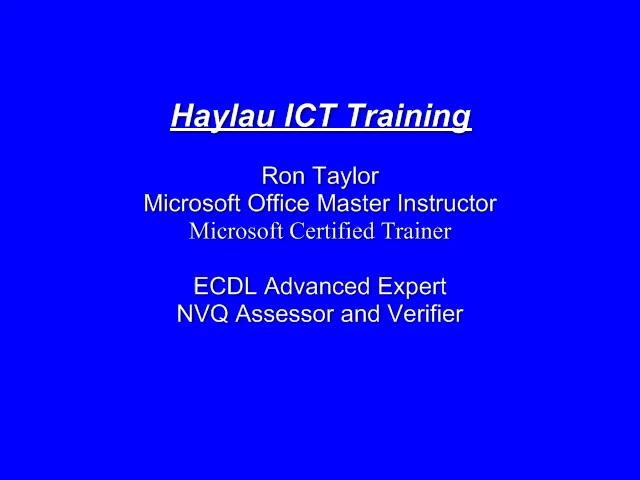 Haylau ICT Training
Ron Taylor
Microsoft Office Master Instructor
Microsoft Certified Trainer
ECDL Advanced Expert
NVQ Assessor and Verifier